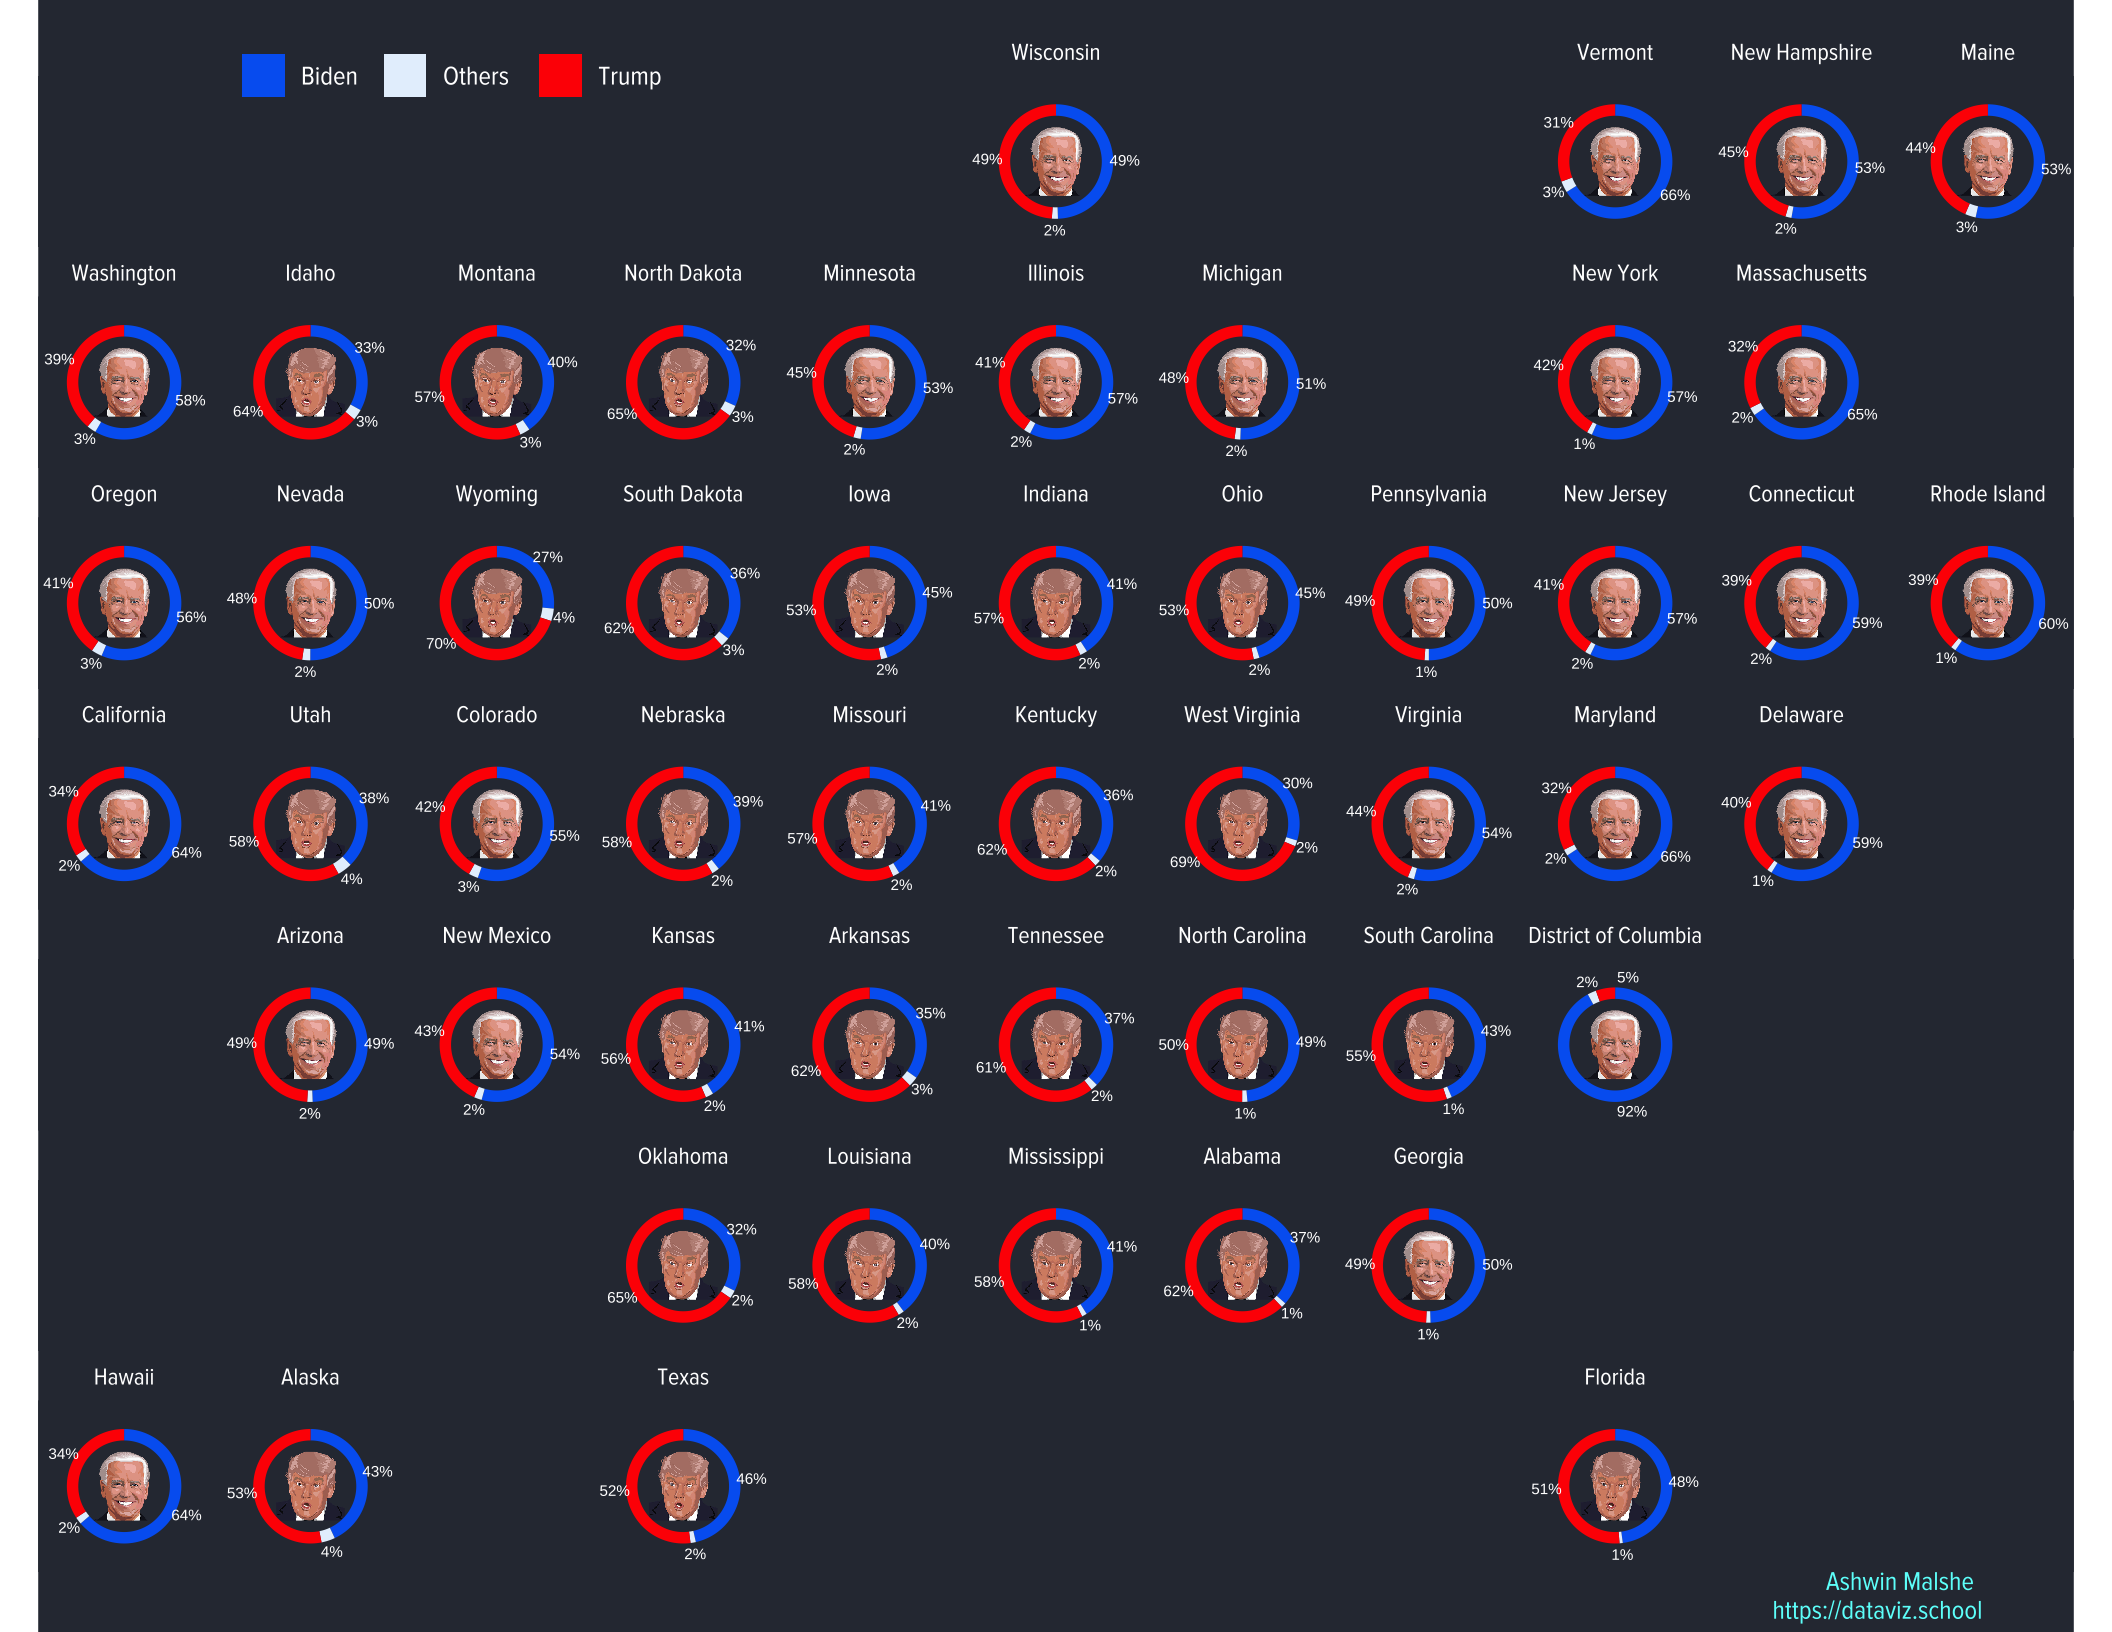 Biden
Others
Trump
Wisconsin
49%
49%
2%
Vermont
31%
3%
66%
New Hampshire
45%
53%
2%
Maine
44%
53%
3%
Washington
39%
58%
3%
Idaho
33%
64%
3%
Montana
40%
57%
3%
North Dakota
32%
65%
3%
Minnesota
45%
53%
2%
Illinois
41%
57%
2%
Michigan
48%
51%
2%
New York
42%
57%
1%
Massachusetts
32%
2%
65%
Oregon
41%
56%
3%
Nevada
48%
50%
2%
Wyoming
27%
4%
70%
South Dakota
36%
62%
3%
Iowa
45%
53%
2%
Indiana
41%
57%
2%
Ohio
45%
53%
2%
Pennsylvania
49%
50%
1%
New Jersey
41%
57%
2%
Connecticut
39%
59%
2%
Rhode Island
39%
60%
1%
California
34%
64%
2%
Utah
38%
58%
4%
Colorado
42%
55%
3%
Nebraska
39%
58%
2%
Missouri
41%
57%
2%
Kentucky
36%
62%
2%
West Virginia
30%
2%
69%
Virginia
44%
54%
2%
Maryland
32%
2%
66%
Delaware
40%
59%
1%
Arizona
49%
49%
2%
New Mexico
43%
54%
2%
Kansas
41%
56%
2%
Arkansas
35%
62%
3%
Tennessee
37%
61%
2%
North Carolina
50%
49%
1%
South Carolina
43%
55%
1%
District of Columbia
2%
5%
92%
Oklahoma
32%
65%
2%
Louisiana
40%
58%
2%
Mississippi
41%
58%
1%
Alabama
37%
62%
1%
Georgia
49%
50%
1%
Hawaii
34%
64%
2%
Alaska
43%
53%
4%
Texas
46%
52%
2%
Florida
48%
51%
1%
Ashwin Malshe
https://dataviz.school